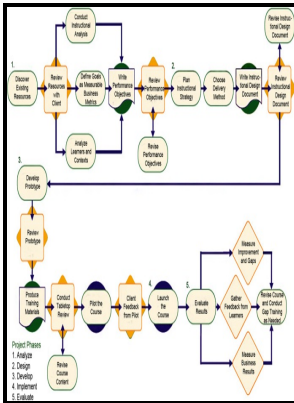 Conduct
Instructional
Analysis
Revise Instruc-
tional Design
Document
1.
Discover
Existing
Resources
Review
Resources
with
Client
Define Goals
as Measurable
Business
Metrics
Write
Performance
Objectives
Review
Performance
Objectives
2.
Plan
Instructional
Strategy
Choose
Delivery
Method
Write Instruc-
tional Design
Document
Review
Instructional
Design
Document
Analyze
Learners and
Contexts
Revise
Performance
Objectives
3.
Develop
Prototype
Review
Prototype
Produce
Training
Materials
Conduct
Tabletop
Review
Pilot the
Course
Client
Feedback
from Pilot
4.
Launch
the
Course
5.
Evaluate
Results
Measure
Improvement
and Gaps
Gather
Feedback from
Learners
Measure
Business
Results
Revise Course
and Conduct
Gap Training
as Needed
Revise
Course
Content
Project Phases
1. Analyze
2. Design
3. Develop
4. Implement
5. Evaluate